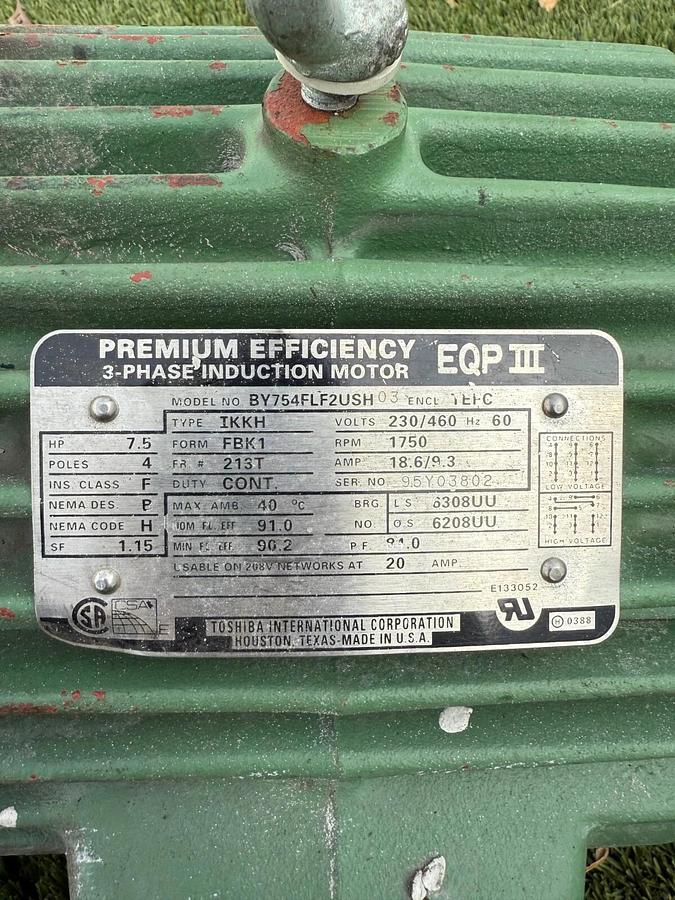 PREMIUM EFFICIENCY EQP III
3-PHASE INDUCTION MOTOR
MODEL NO BY754FLF2USH 03 ENCL TEFC
TYPE IKKH VOLTS 230/460 Hz 60
HP 7.5 FORM FBK1 RPM 1750
POLES 4 FR # 213T AMP 18.6/9.3
INS. CLASS F DUTY CONT. SER. NO 95Y03802
NEMA DES. B MAX. AMB. 40 °C BRG L S 6308UU
NEMA CODE H NOM FL EFF 91.0 NO. O S 6208UU
SF 1.15 MIN FL EFF 90.2 P F
USABLE ON 208V NETWORKS AT 20 AMP.
CONNECTIONS
LOW VOLTAGE
HIGH VOLTAGE
E133052
CSA
TOSHIBA INTERNATIONAL CORPORATION
HOUSTON, TEXAS-MADE IN U.S.A.
H 0388